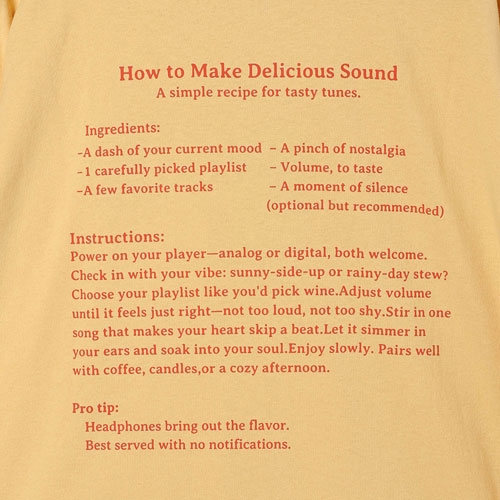 How to Make Delicious Sound
A simple recipe for tasty tunes.
Ingredients:
-A dash of your current mood – A pinch of nostalgia
-1 carefully picked playlist – Volume, to taste
-A few favorite tracks – A moment of silence
(optional but recommended)
Instructions:
Power on your player—analog or digital, both welcome.
Check in with your vibe: sunny-side-up or rainy-day stew?
Choose your playlist like you'd pick wine.Adjust volume
until it feels just right—not too loud, not too shy.Stir in one
song that makes your heart skip a beat.Let it simmer in
your ears and soak into your soul.Enjoy slowly. Pairs well
with coffee, candles,or a cozy afternoon.
Pro tip:
Headphones bring out the flavor.
Best served with no notifications.